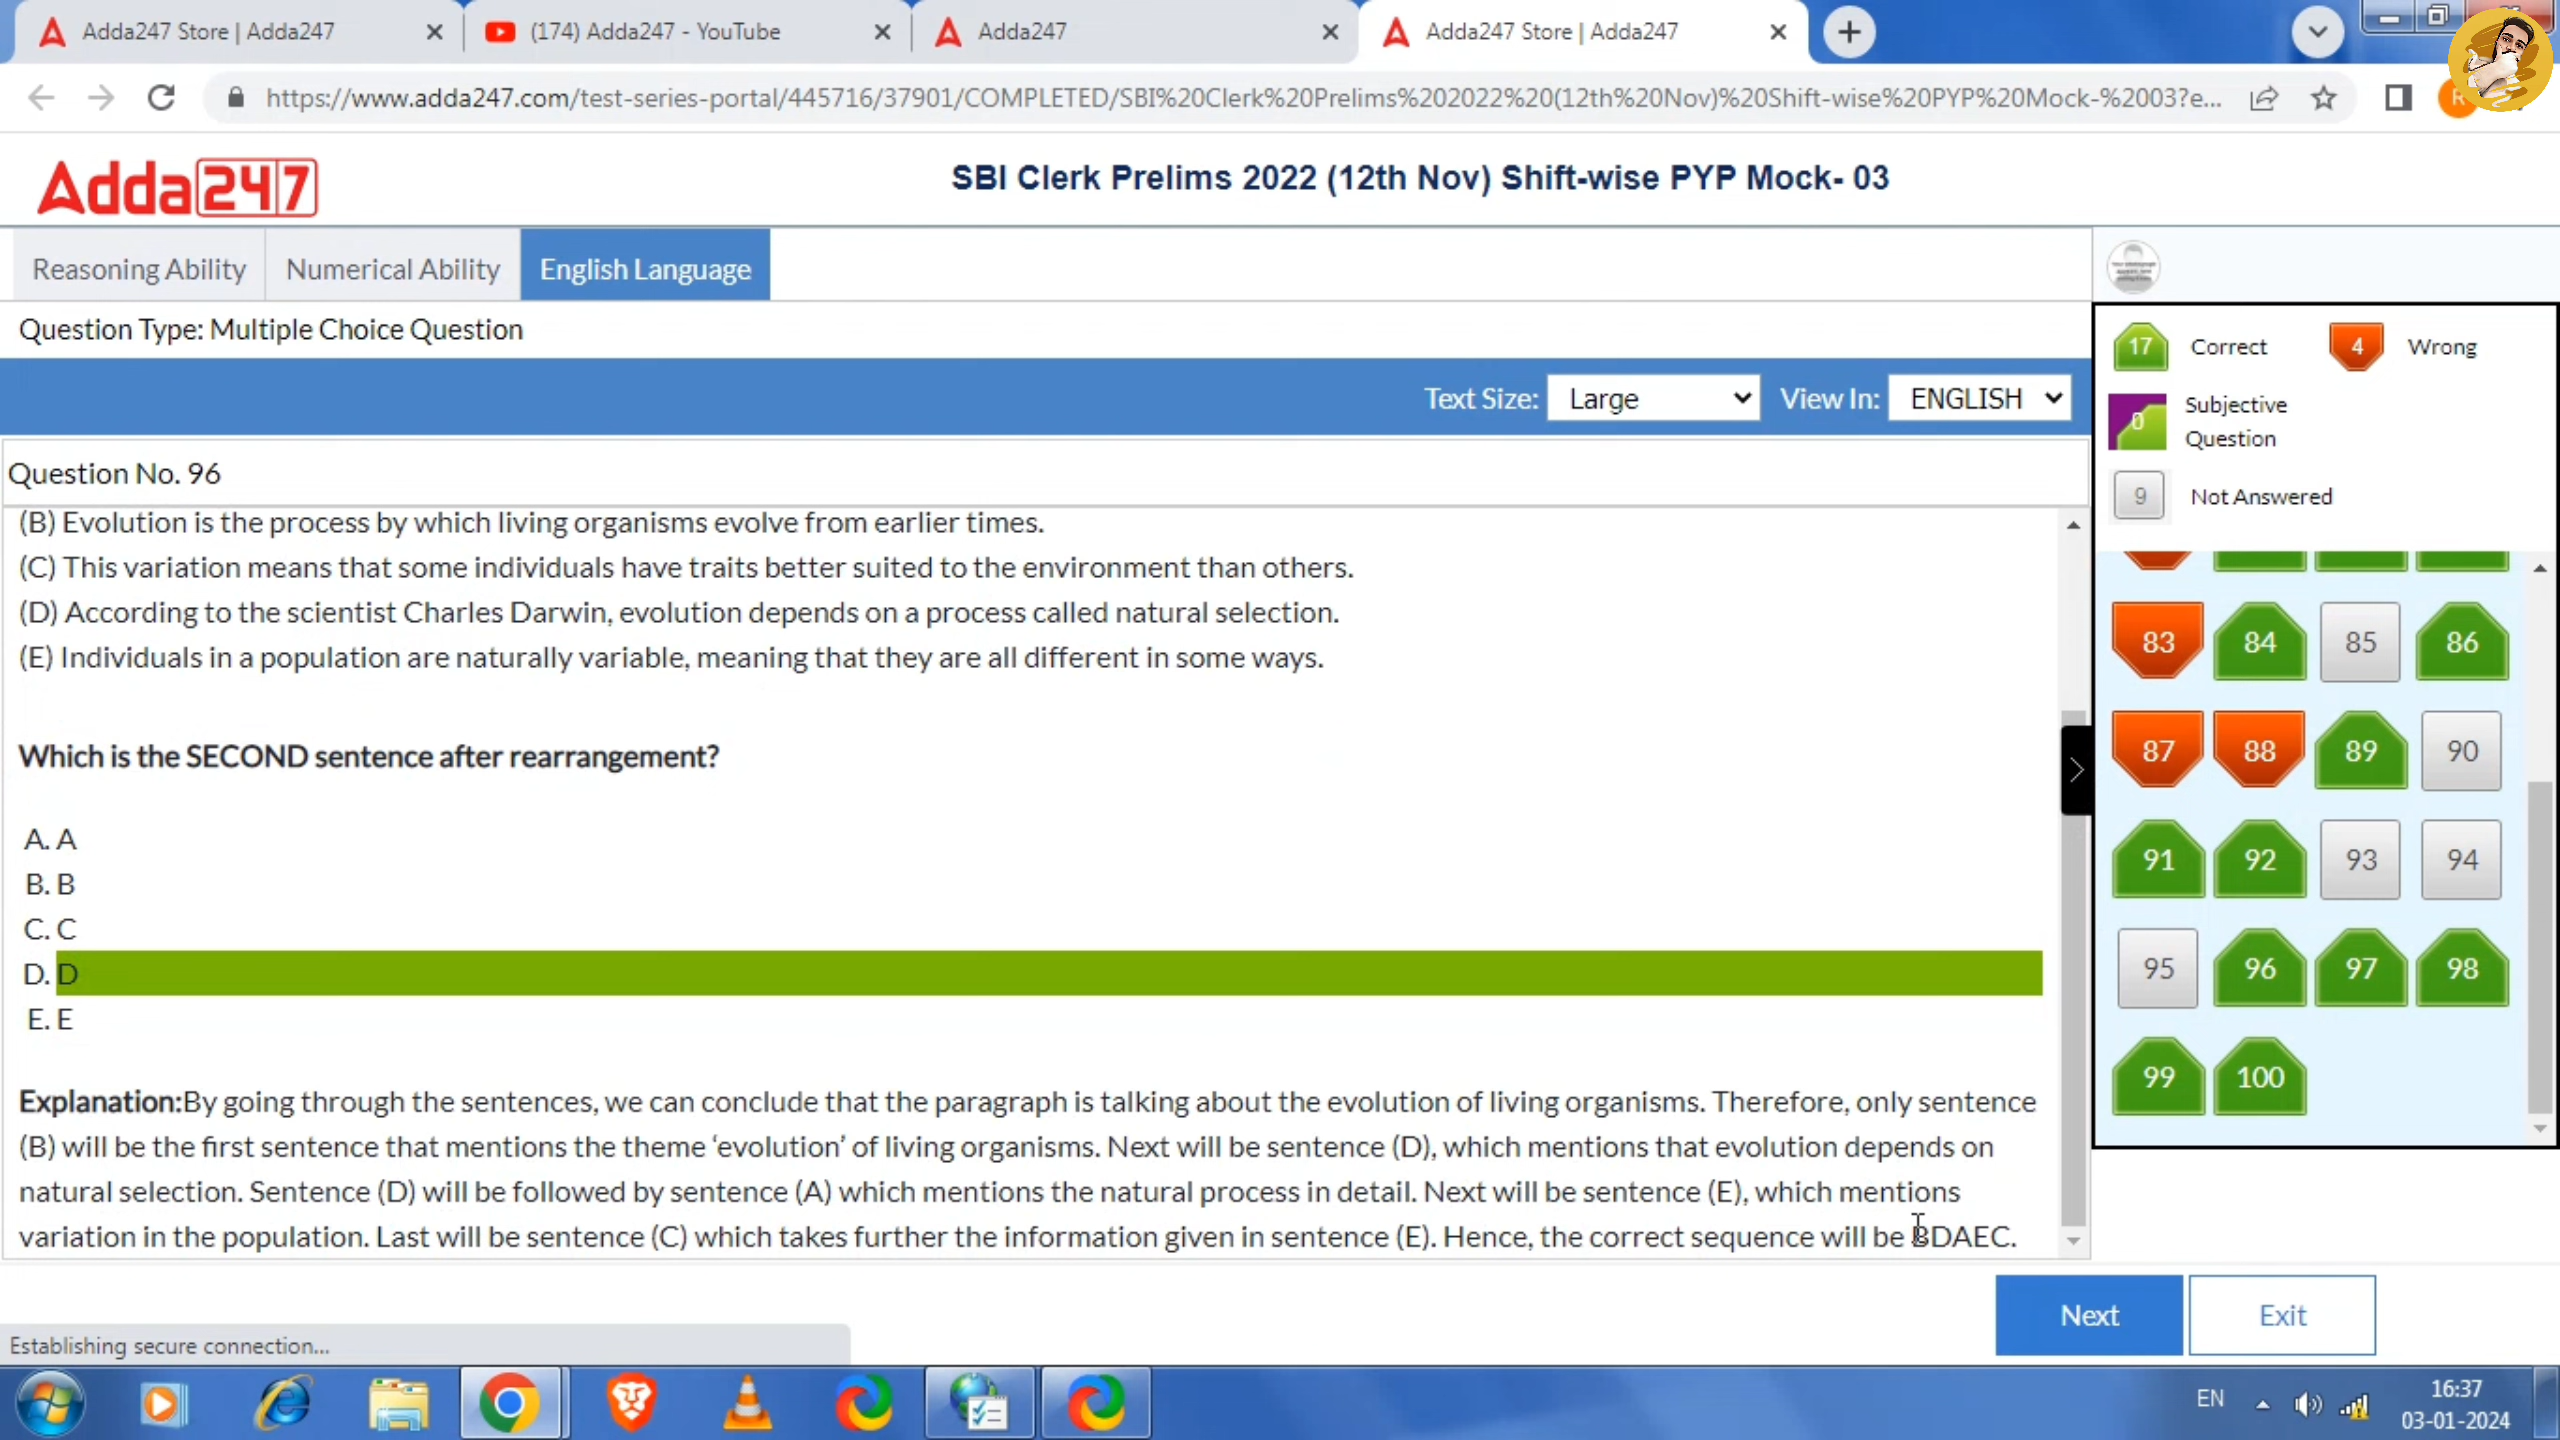 Adda247 Store | Adda247
(174) Adda247 - YouTube
Adda247
Adda247 Store | Adda247
https://www.adda247.com/test-series-portal/445716/37901/COMPLETED/SBI%20Clerk%20Prelims%202022%20(12th%20Nov)%20Shift-wise%20PYP%20Mock-%2003?e...
Adda247
SBI Clerk Prelims 2022 (12th Nov) Shift-wise PYP Mock- 03
Reasoning Ability
Numerical Ability
English Language
Question Type: Multiple Choice Question
Text Size: Large
View In: ENGLISH
Question No. 96
(B) Evolution is the process by which living organisms evolve from earlier times.
(C) This variation means that some individuals have traits better suited to the environment than others.
(D) According to the scientist Charles Darwin, evolution depends on a process called natural selection.
(E) Individuals in a population are naturally variable, meaning that they are all different in some ways.
Which is the SECOND sentence after rearrangement?
A. A
B. B
C. C
D. D
E. E
Explanation:By going through the sentences, we can conclude that the paragraph is talking about the evolution of living organisms. Therefore, only sentence
(B) will be the first sentence that mentions the theme ‘evolution’ of living organisms. Next will be sentence (D), which mentions that evolution depends on
natural selection. Sentence (D) will be followed by sentence (A) which mentions the natural process in detail. Next will be sentence (E), which mentions
variation in the population. Last will be sentence (C) which takes further the information given in sentence (E). Hence, the correct sequence will be BDAEC.
17 Correct
4 Wrong
0 Subjective
Question
9 Not Answered
83 84 85 86
87 88 89 90
91 92 93 94
95 96 97 98
99 100
Next
Exit
Establishing secure connection...
EN
16:37
03-01-2024